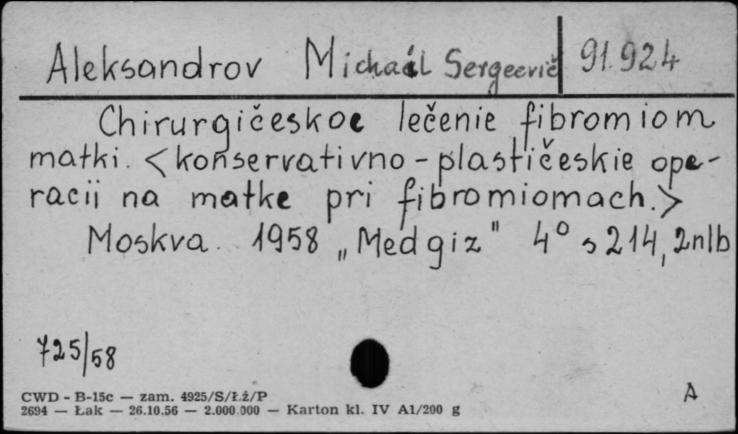 Aleksandrov Michaál Sergeevič 91.924
Chirurgičeskoe lečenie fibromiom
matki. <konservativno-plastičeskie ope-
racii na matke pri fibromiomach.>
Moskva. 1958 „Medgiz" 4° s 214, 2nlb
725/58
A
CWD - B-15c — zam. 4925/S/Łż/P
2694 — Łak — 26.10.56 — 2.000.000 — Karton kl. IV A1/200 g